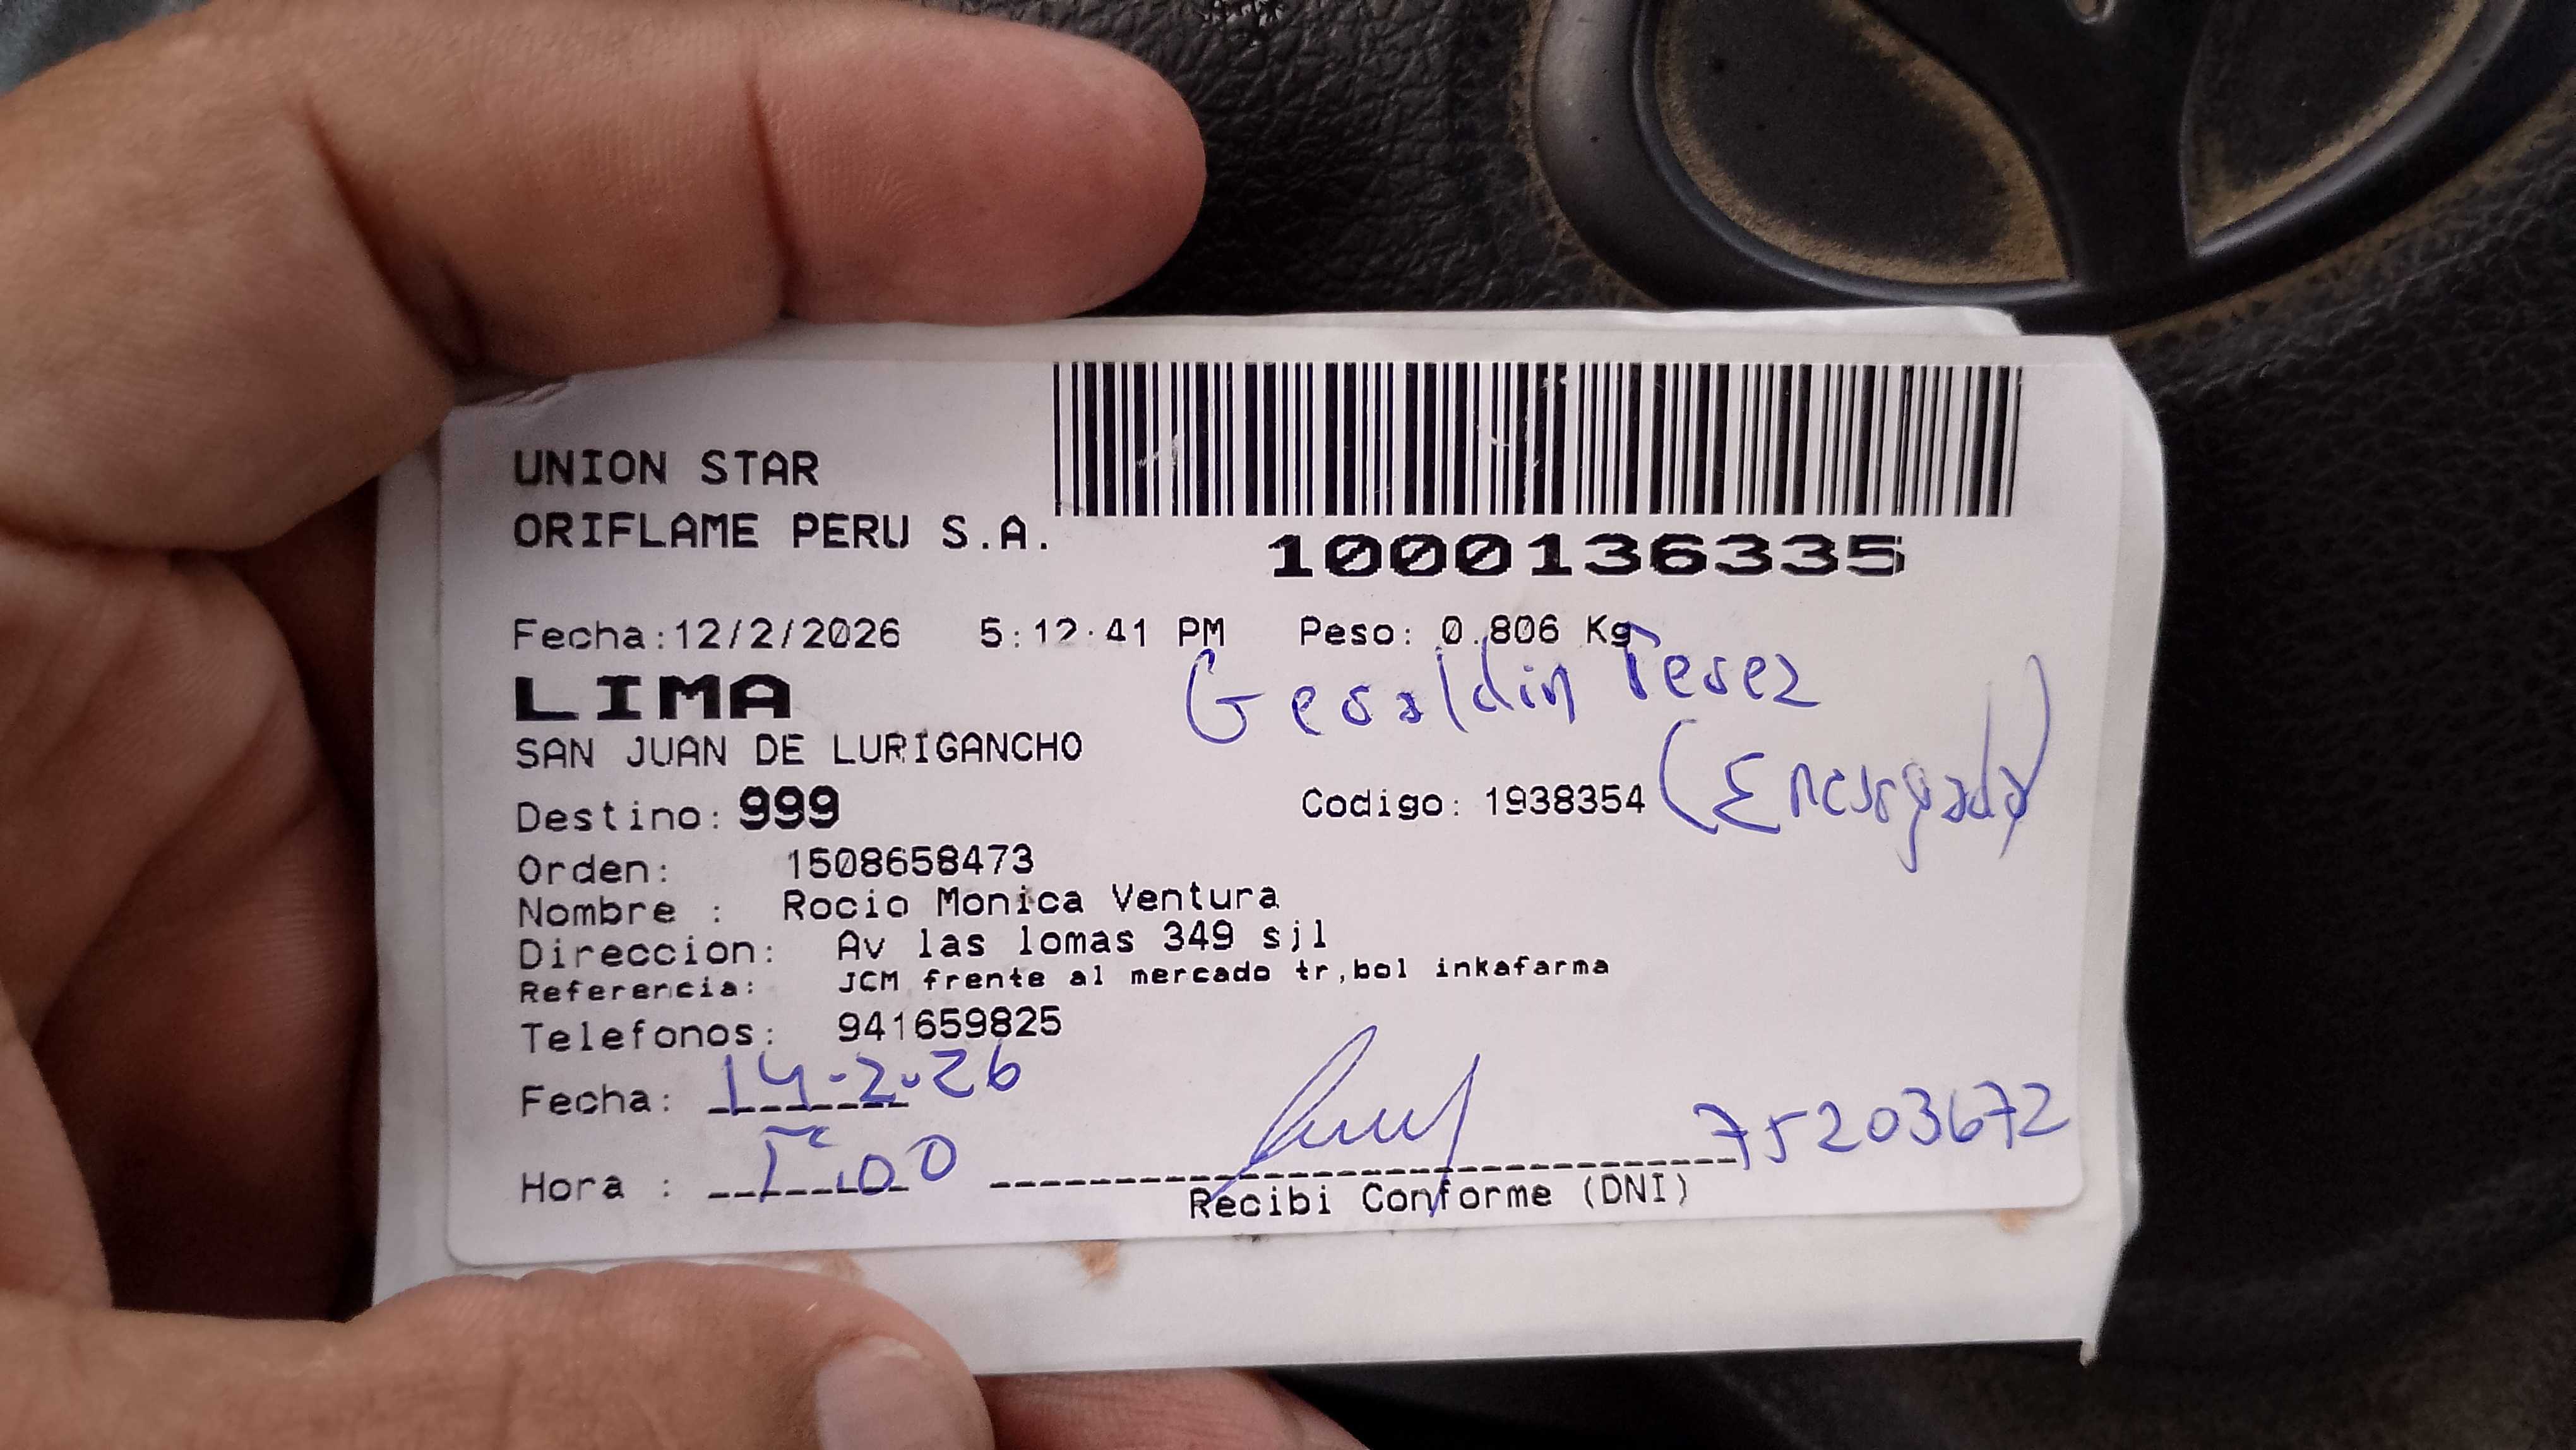 UNION STAR
ORIFLAME PERU S.A.
1000136335
Fecha:12/2/2026 5:12:41 PM Peso: 0.806 Kg
Geraldin Perez
LIMA
SAN JUAN DE LURIGANCHO
(Encargada)
Destino: 999 Codigo: 1938354
Orden: 1508658473
Nombre : Rocio Monica Ventura
Direccion: Av las lomas 349 sjl
Referencia: JCM frente al mercado tr,bol inkafarma
Telefonos: 941659825
Fecha: 14-2-26
Hora : 75203672
Recibi Conforme (DNI)